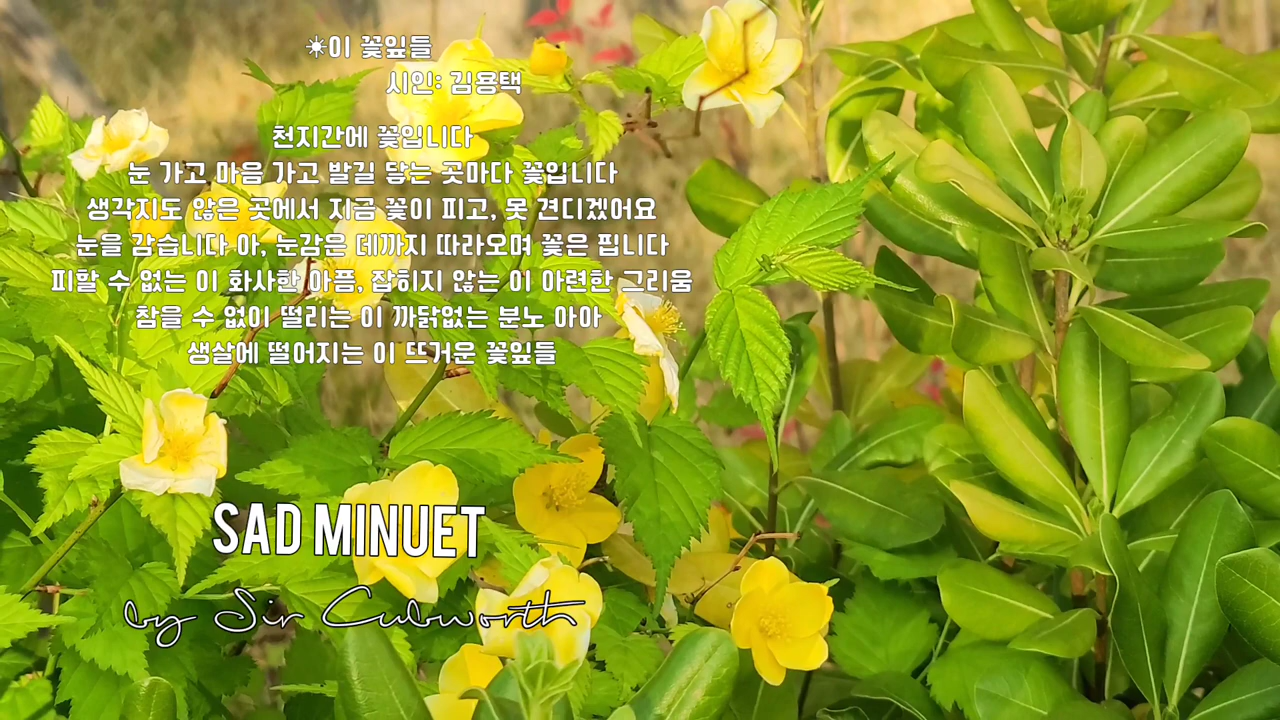 ☀이 꽃잎들
시인: 김용택
천지간에 꽃입니다
눈 가고 마음 가고 발길 닿는 곳마다 꽃입니다
생각지도 않은 곳에서 지금 꽃이 피고, 못 견디겠어요
눈을 감습니다 아, 눈감은 데까지 따라오며 꽃은 핍니다
피할 수 없는 이 화사한 아픔, 잡히지 않는 이 아련한 그리움
참을 수 없이 떨리는 이 까닭없는 분노 아아
생살에 떨어지는 이 뜨거운 꽃잎들
SAD MINUET
by Sir Cubworth